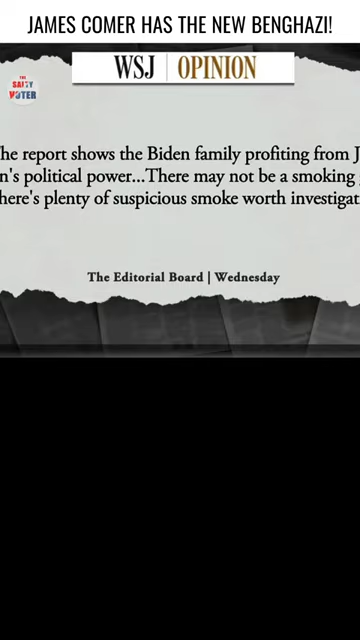 JAMES COMER HAS THE NEW BENGHAZI!
THE
SALTY
VOTER
WSJ | OPINION
he report shows the Biden family profiting from J
n's political power...There may not be a smoking
here's plenty of suspicious smoke worth investigat
The Editorial Board | Wednesday